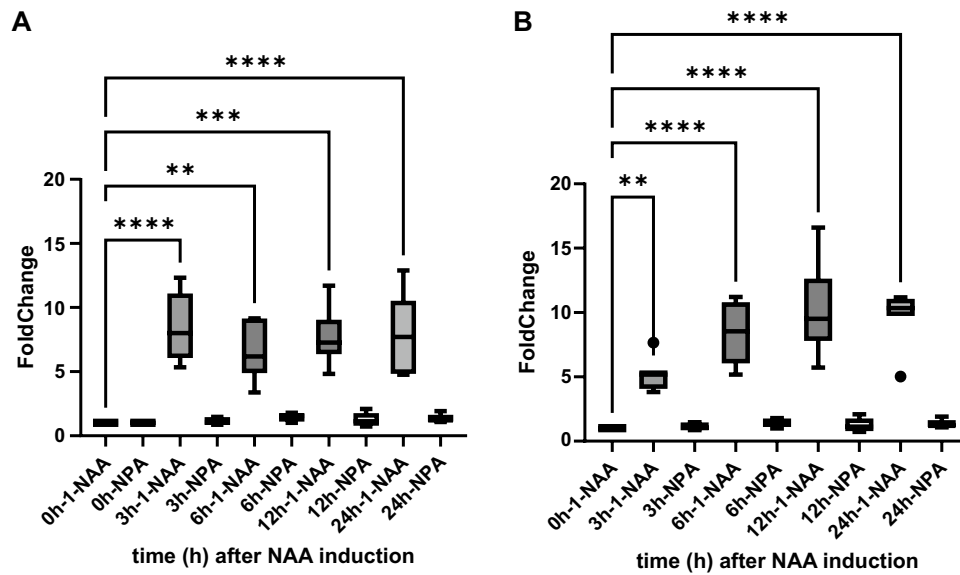 A
****
***
**
****
20
15
10
5
0
FoldChange
0h-1-NAA
0h-NPA
3h-1-NAA
3h-NPA
6h-1-NAA
6h-NPA
12h-1-NAA
12h-NPA
24h-1-NAA
24h-NPA
time (h) after NAA induction
B
****
****
****
**
20
15
10
5
0
FoldChange
0h-1-NAA
3h-1-NAA
3h-NPA
6h-1-NAA
6h-NPA
12h-1-NAA
12h-NPA
24h-1-NAA
24h-NPA
time (h) after NAA induction